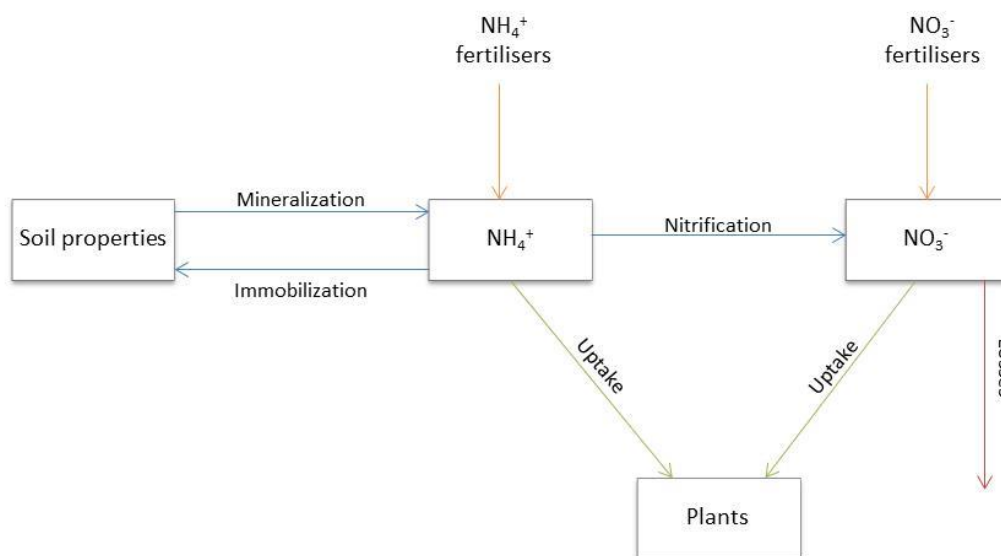 NH₄⁺
fertilisers
NO₃⁻
fertilisers
Mineralization
Soil properties
NH₄⁺
Nitrification
NO₃⁻
Immobilization
Uptake
Uptake
Plants